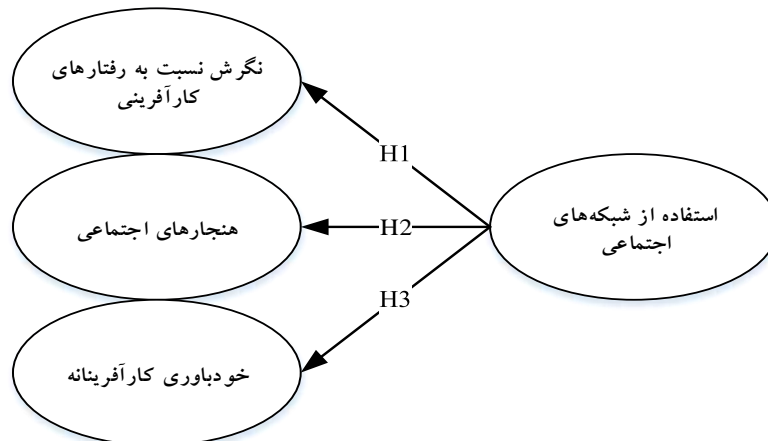 نگرش نسبت به رفتارهای
کارآفرینی
H1
استفاده از شبکه‌های
اجتماعی
H2
هنجارهای اجتماعی
H3
خودباوری کارآفرینانه